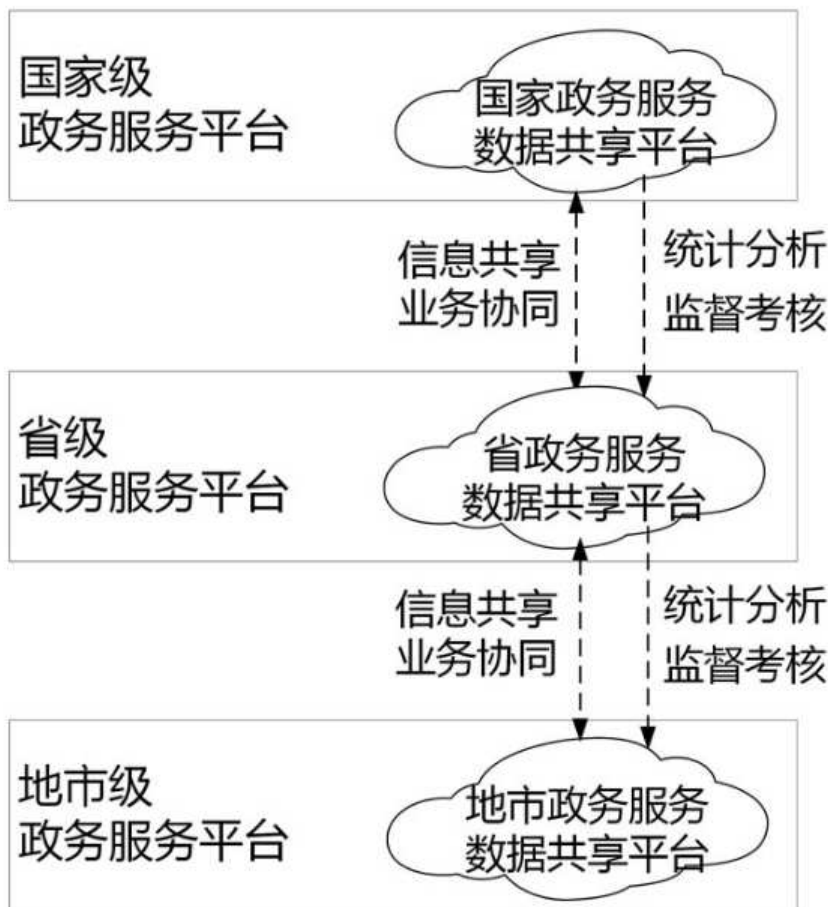 国家级
政务服务平台
国家政务服务
数据共享平台
信息共享
业务协同
统计分析
监督考核
省级
政务服务平台
省政务服务
数据共享平台
信息共享
业务协同
统计分析
监督考核
地市级
政务服务平台
地市政务服务
数据共享平台